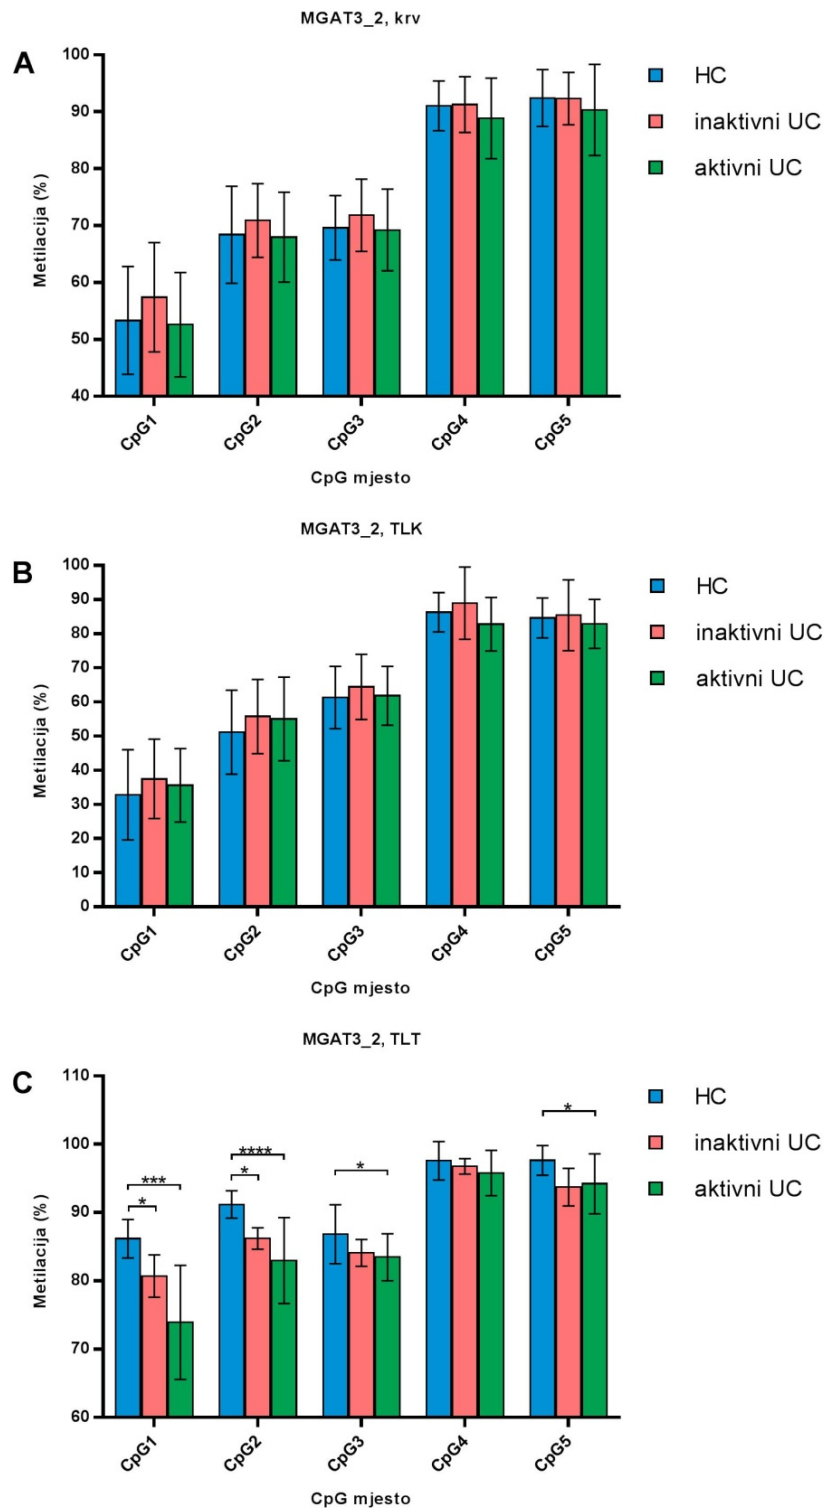 MGAT3_2, krv
A
100
90
80
70
60
50
40
Metilacija (%)
CpG1
CpG2
CpG3
CpG4
CpG5
CpG mjesto
HC
inaktivni UC
aktivni UC
MGAT3_2, TLK
B
100
90
80
70
60
50
40
30
20
10
0
Metilacija (%)
CpG1
CpG2
CpG3
CpG4
CpG5
CpG mjesto
HC
inaktivni UC
aktivni UC
MGAT3_2, TLT
C
110
100
90
80
70
60
Metilacija (%)
***
*
****
*
*
*
CpG1
CpG2
CpG3
CpG4
CpG5
CpG mjesto
HC
inaktivni UC
aktivni UC